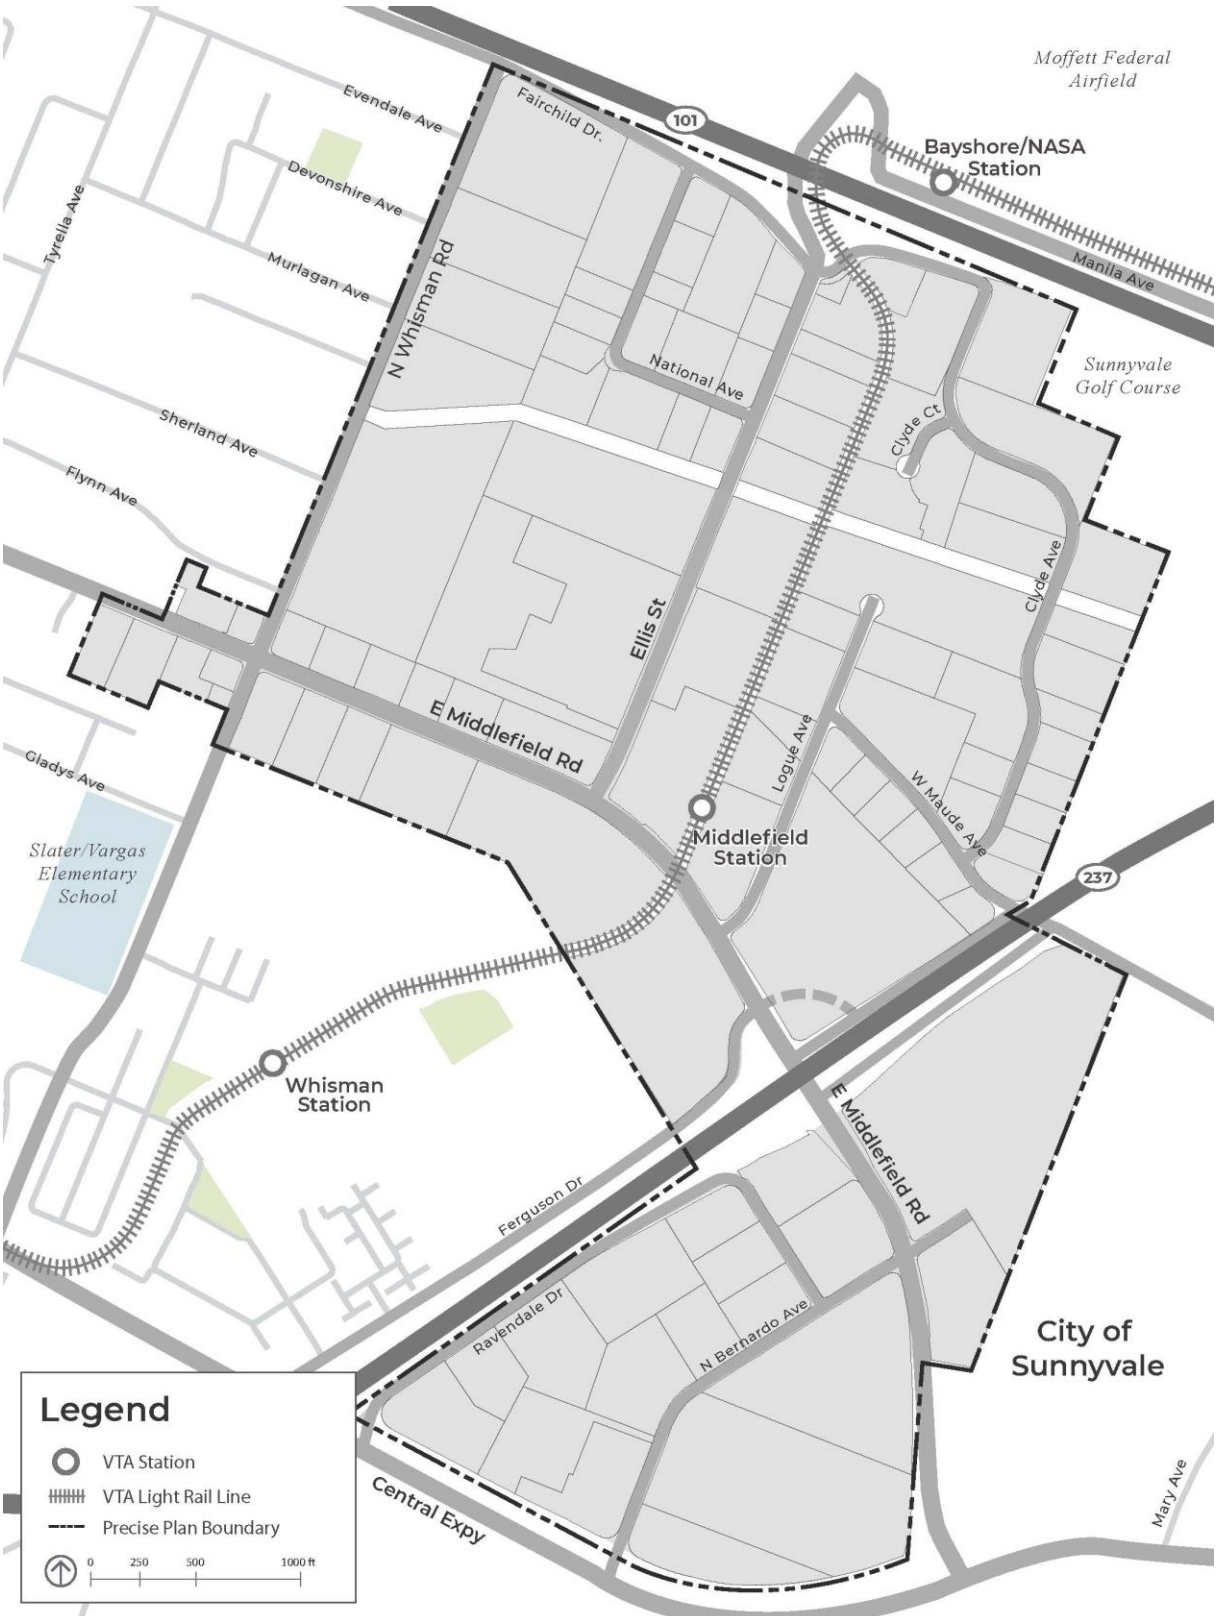 Moffett Federal
Airfield
Evendale Ave
Fairchild Dr.
101
Bayshore/NASA
Station
Devonshire Ave
Tyrella Ave
Manila Ave
Murlagan Ave
N Whisman Rd
National Ave
Sunnyvale
Golf Course
Sherland Ave
Clyde Ct
Flynn Ave
Clyde Ave
Ellis St
E Middlefield Rd
Logue Ave
Gladys Ave
W Maude Ave
Middlefield
Station
Slater/Vargas
Elementary
School
237
Whisman
Station
E Middlefield Rd
Ferguson Dr
Ravendale Dr
N Bernardo Ave
City of
Sunnyvale
Central Expy
Mary Ave
Legend
VTA Station
VTA Light Rail Line
Precise Plan Boundary
0 250 500 1000 ft